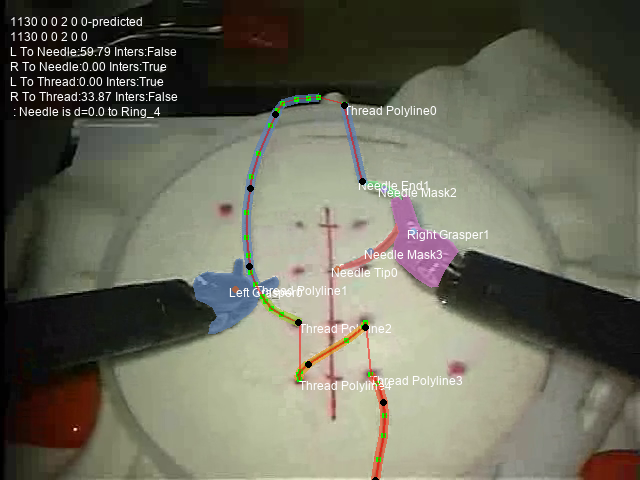 1130 0 0 2 0 0-predicted
1130 0 0 2 0 0
L To Needle:59.79 Inters:False
R To Needle:0.00 Inters:True
L To Thread:0.00 Inters:True
R To Thread:33.87 Inters:False
: Needle is d=0.0 to Ring_4
Thread Polyline0
Needle End1
Needle Mask2
Right Grasper1
Needle Mask3
Needle Tip0
Left Grasper0
Thread Polyline1
Thread Polyline2
Thread Polyline4
Thread Polyline3